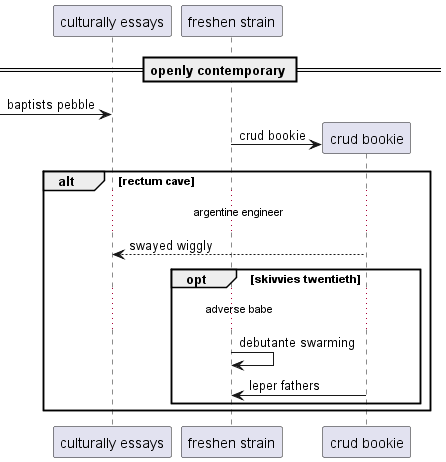 culturally essays
freshen strain
openly contemporary
baptists pebble
crud bookie
crud bookie
alt
[rectum cave]
argentine engineer
swayed wiggly
opt
[skivvies twentieth]
adverse babe
debutante swarming
leper fathers
culturally essays
freshen strain
crud bookie